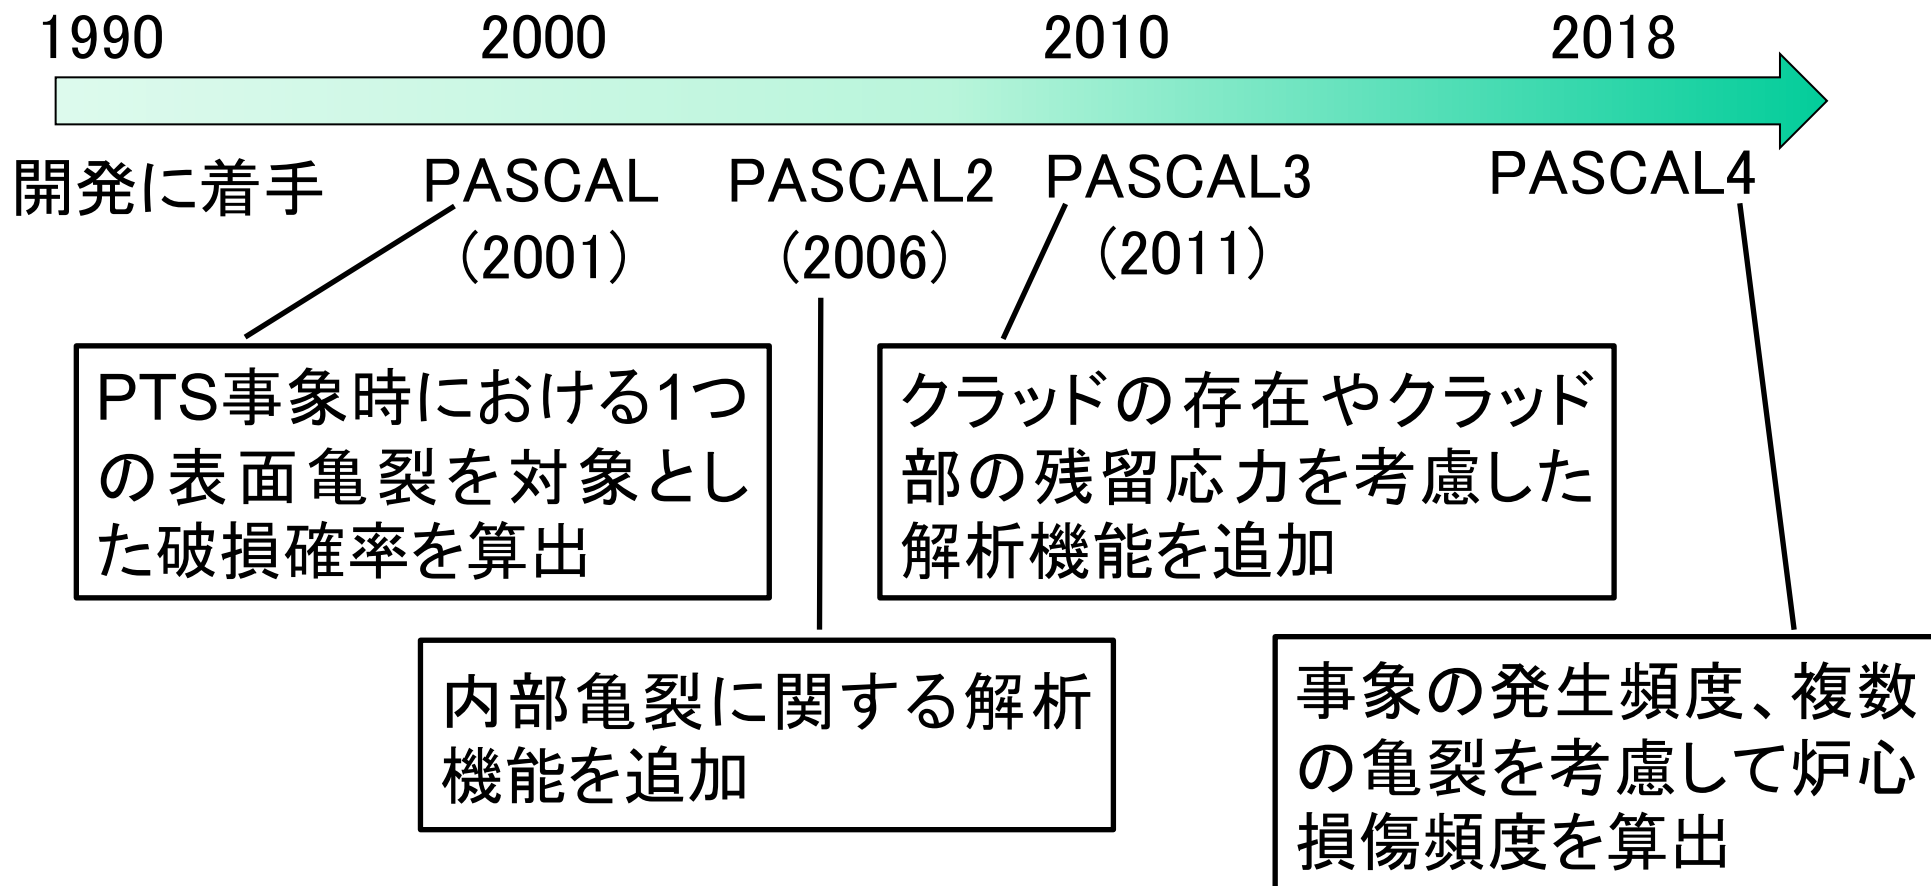 1990 2000 2010 2018
開発に着手 PASCAL PASCAL2 PASCAL3 PASCAL4
(2001) (2006) (2011)
PTS事象時における1つ
の表面亀裂を対象とし
た破損確率を算出
クラッドの存在やクラッド
部の残留応力を考慮した
解析機能を追加
内部亀裂に関する解析
機能を追加
事象の発生頻度、複数
の亀裂を考慮して炉心
損傷頻度を算出